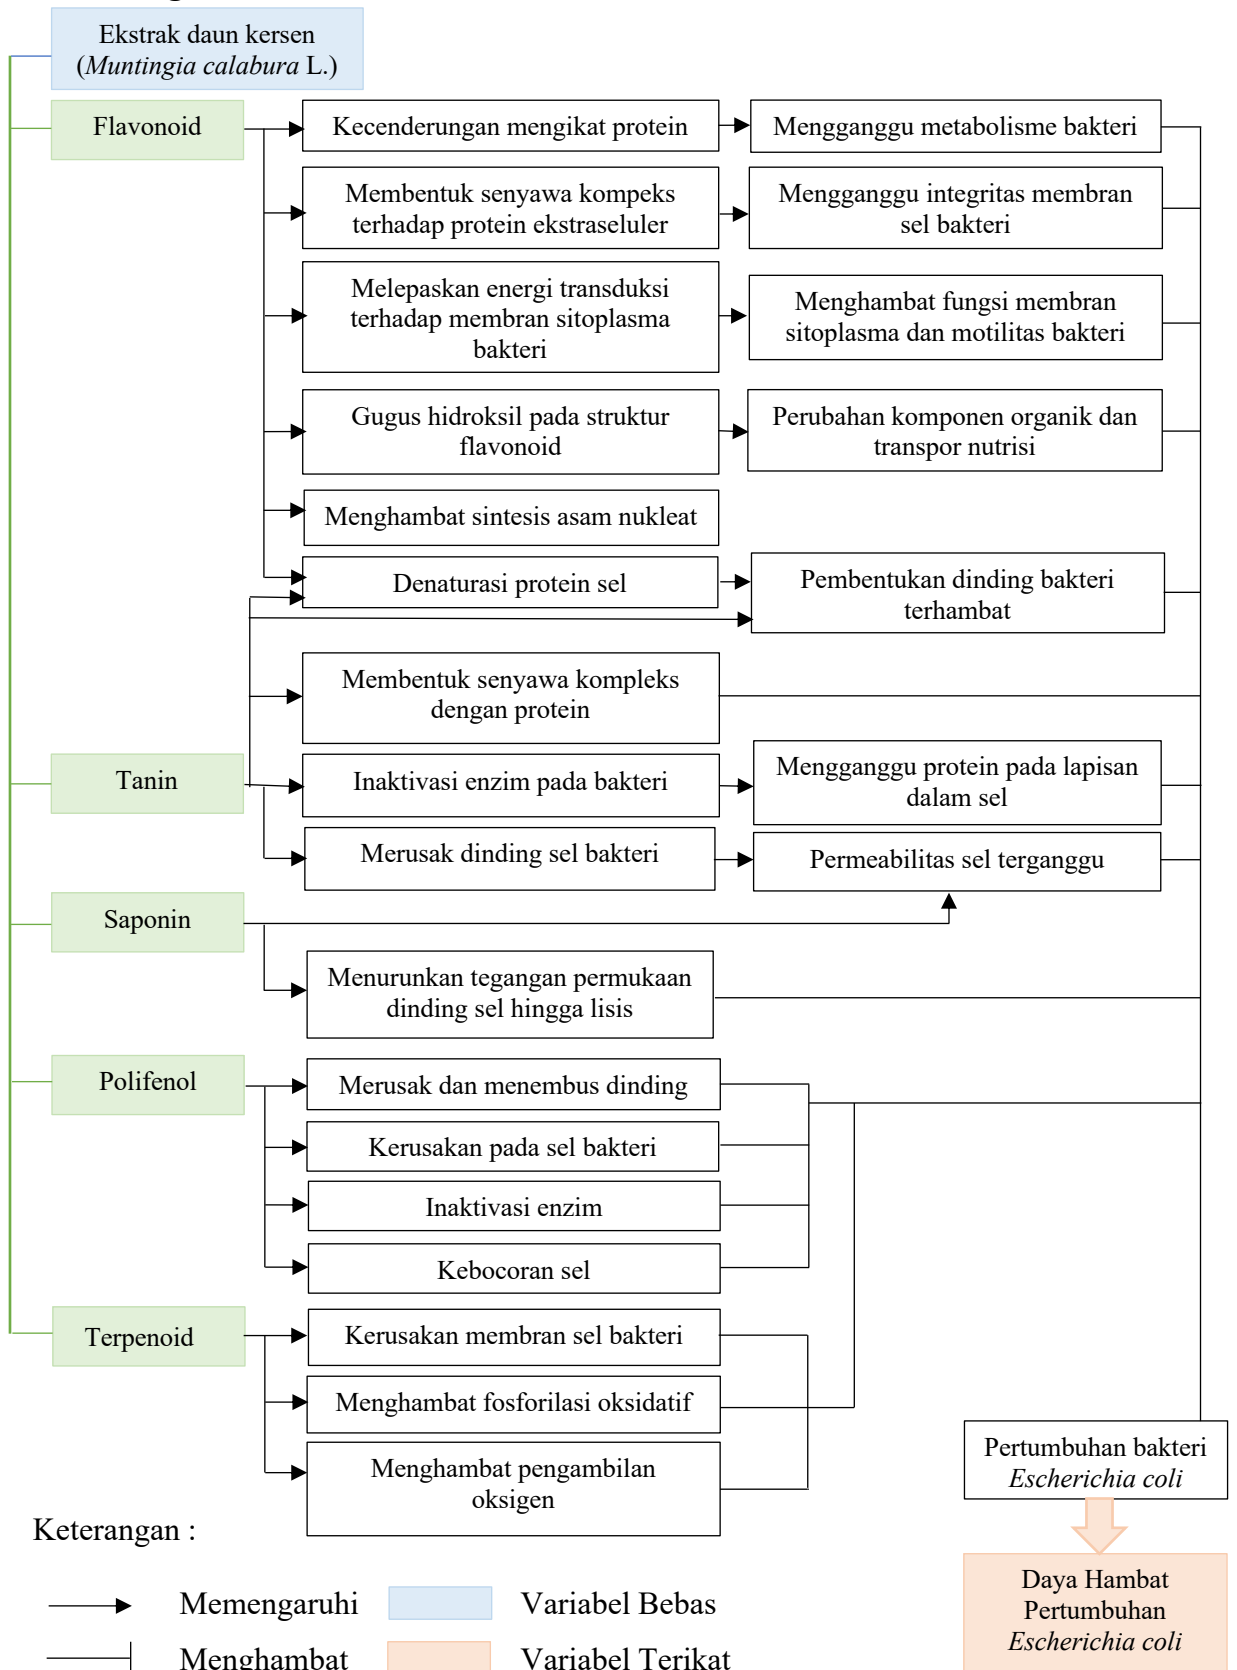 Ekstrak daun kersen
(Muntingia calabura L.)
Flavonoid
Kecenderungan mengikat protein
Mengganggu metabolisme bakteri
Membentuk senyawa kompeks
terhadap protein ekstraseluler
Mengganggu integritas membran
sel bakteri
Melepaskan energi transduksi
terhadap membran sitoplasma
bakteri
Menghambat fungsi membran
sitoplasma dan motilitas bakteri
Gugus hidroksil pada struktur
flavonoid
Perubahan komponen organik dan
transpor nutrisi
Menghambat sintesis asam nukleat
Denaturasi protein sel
Pembentukan dinding bakteri
terhambat
Membentuk senyawa kompleks
dengan protein
Tanin
Inaktivasi enzim pada bakteri
Mengganggu protein pada lapisan
dalam sel
Merusak dinding sel bakteri
Permeabilitas sel terganggu
Saponin
Menurunkan tegangan permukaan
dinding sel hingga lisis
Polifenol
Merusak dan menembus dinding
Kerusakan pada sel bakteri
Inaktivasi enzim
Kebocoran sel
Terpenoid
Kerusakan membran sel bakteri
Menghambat fosforilasi oksidatif
Menghambat pengambilan
oksigen
Pertumbuhan bakteri
Escherichia coli
Daya Hambat
Pertumbuhan
Escherichia coli
Keterangan :
Memengaruhi
Variabel Bebas
Menghambat
Variabel Terikat